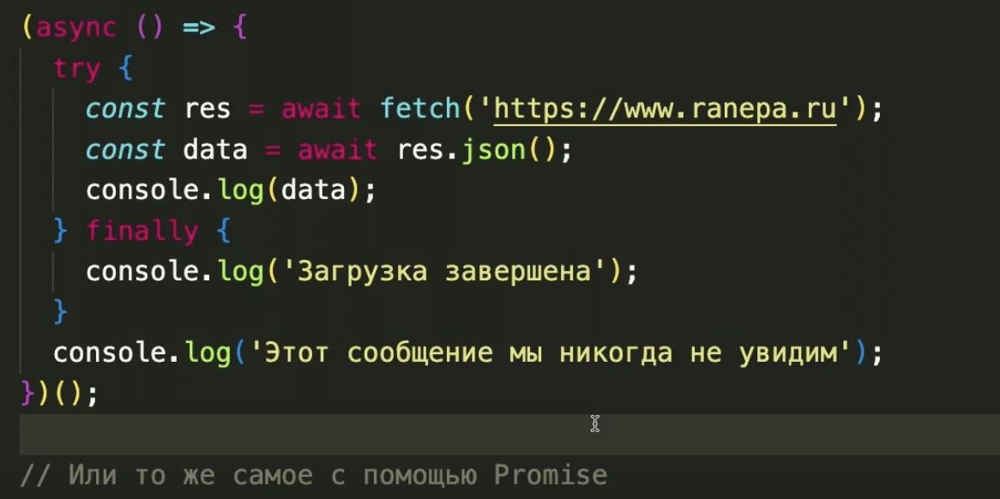 (async () => {
  try {
    const res = await fetch('https://www.ranepa.ru');
    const data = await res.json();
    console.log(data);
  } finally {
    console.log('Загрузка завершена');
  }
  console.log('Этот сообщение мы никогда не увидим');
})();
// Или то же самое с помощью Promise